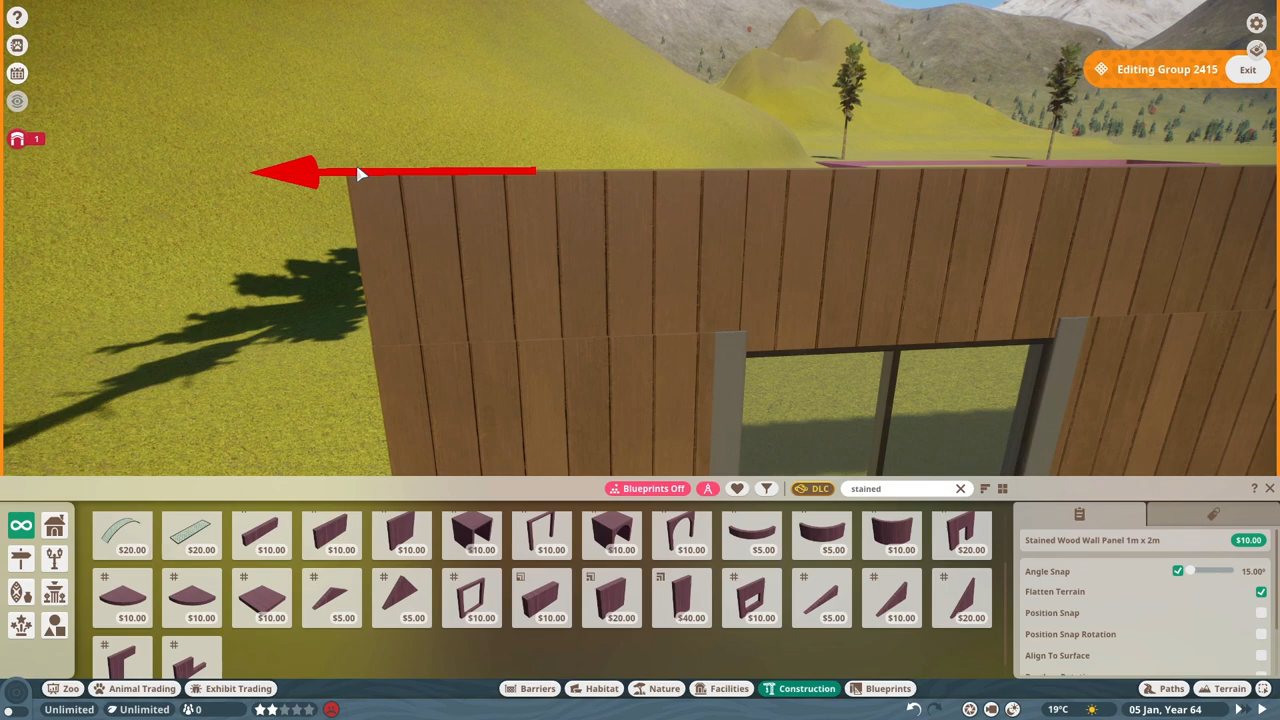 Editing Group 2415
Exit
1
Blueprints Off
DLC
stained
$20.00 $20.00 $10.00 $10.00 $10.00 $10.00 $10.00 $10.00 $10.00 $5.00 $5.00 $10.00 $20.00
$10.00 $10.00 $10.00 $5.00 $5.00 $10.00 $10.00 $20.00 $40.00 $10.00 $5.00 $10.00 $20.00
Stained Wood Wall Panel 1m x 2m $10.00
Angle Snap 15.00°
Flatten Terrain
Position Snap
Position Snap Rotation
Align To Surface
Zoo Animal Trading Exhibit Trading Barriers Habitat Nature Facilities Construction Blueprints Paths Terrain
Unlimited Unlimited 0 19°C 05 Jan, Year 64